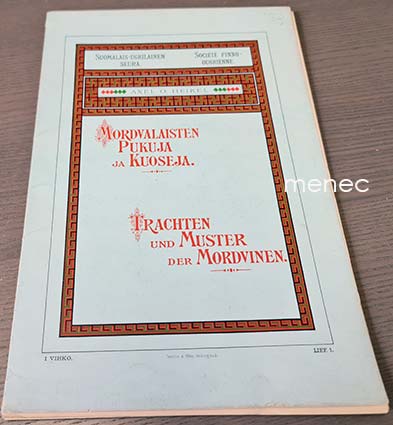 SUOMALAIS-UGRILAINEN
SEURA
SOCIÉTÉ FINNO-
OUGRIENNE
AXEL O. HEIKEL
MORDVALAISTEN
PUKUJA
JA KUOSEJA.
menec
TRACHTEN
UND MUSTER
DER MORDVINEN.
I VIHKO.
LIEF. 1.